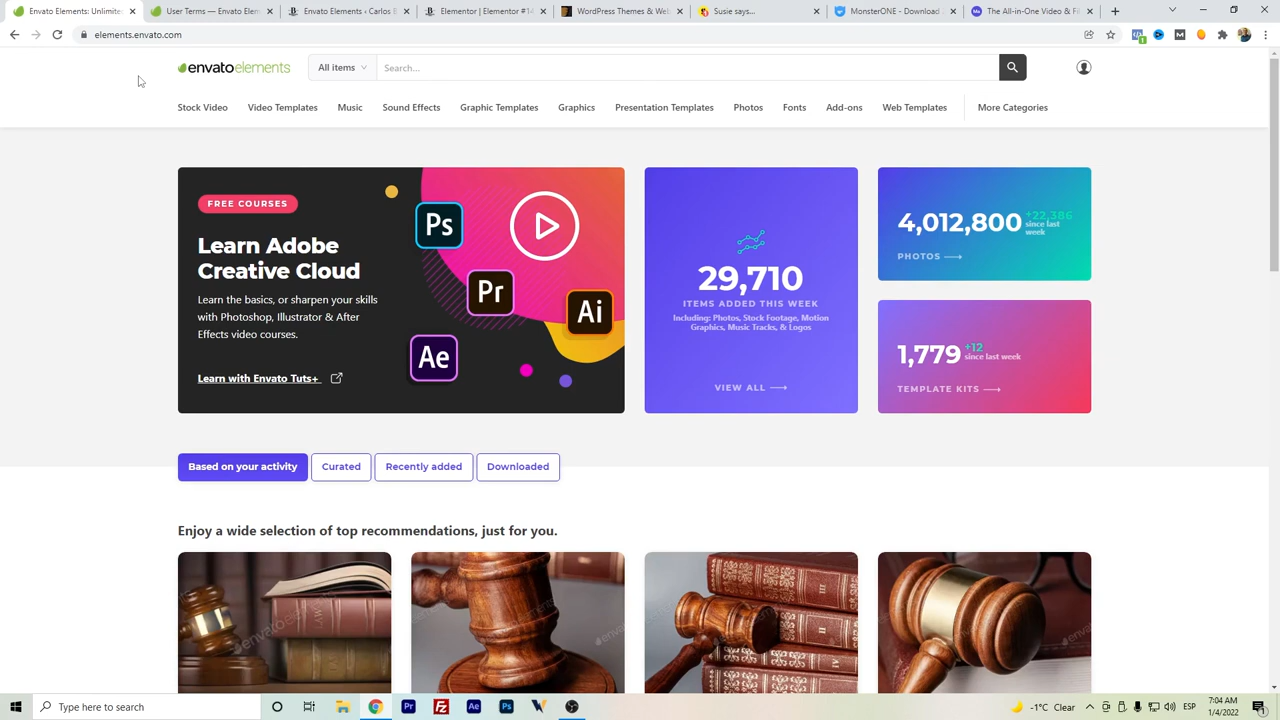 Envato Elements: Unlimite
User Terms — Envato Elements
Envato Elements ‹ Carlos E
Elementor | Elementor #14
WordPress Themes & Web
Susie says...
MonsterONE - Download
The All-in-One Video & Fi
elements.envato.com
envatoelements
All items
Search...
Stock Video
Video Templates
Music
Sound Effects
Graphic Templates
Graphics
Presentation Templates
Photos
Fonts
Add-ons
Web Templates
More Categories
FREE COURSES
Learn Adobe
Creative Cloud
Learn the basics, or sharpen your skills
with Photoshop, Illustrator & After
Effects video courses.
Learn with Envato Tuts+
Ps
Pr
Ai
Ae
29,710
ITEMS ADDED THIS WEEK
Including: Photos, Stock Footage, Motion
Graphics, Music Tracks, & Logos
VIEW ALL
4,012,800 +22,386
since last
week
PHOTOS
1,779 +12
since last week
TEMPLATE KITS
Based on your activity
Curated
Recently added
Downloaded
Enjoy a wide selection of top recommendations, just for you.
Type here to search
-1°C Clear
ESP
7:04 AM
1/4/2022